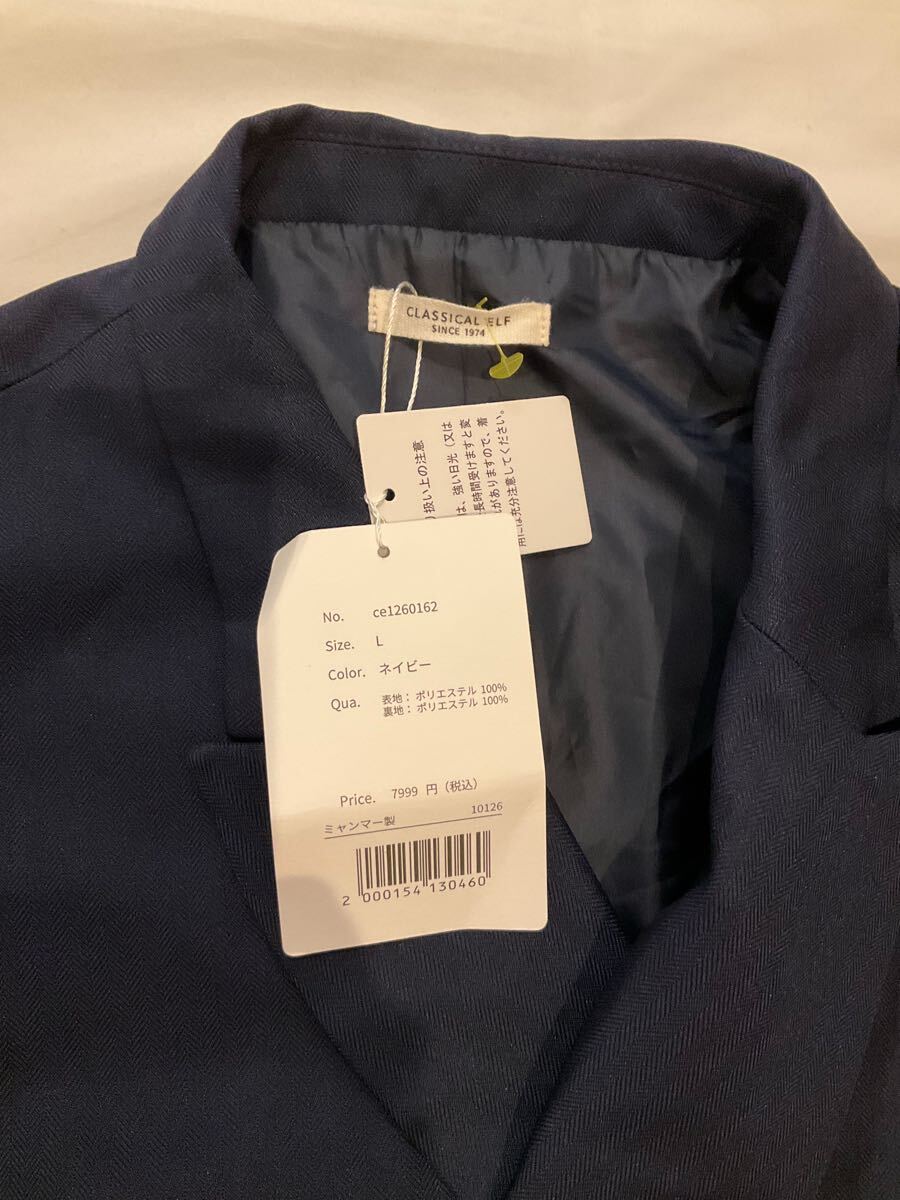 CLASSICAL ELF
SINCE 1974
扱い上の注意
は、強い日光（又は
長時間受けますと変
がありますので、着
用には充分注意してください。
No. ce1260162
Size. L
Color. ネイビー
Qua. 表地：ポリエステル 100%
裏地：ポリエステル 100%
Price. 7999 円（税込）
ミャンマー製 10126
2 000154 130460